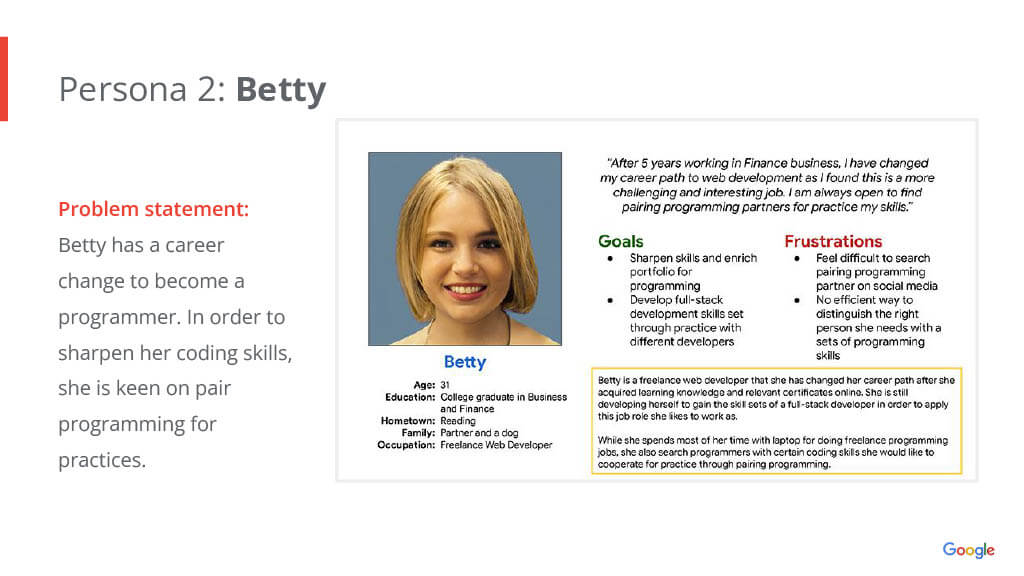 Persona 2: Betty
Problem statement:
Betty has a career
change to become a
programmer. In order to
sharpen her coding skills,
she is keen on pair
programming for
practices.
"After 5 years working in Finance business, I have changed
my career path to web development as I found this is a more
challenging and interesting job. I am always open to find
pairing programming partners for practice my skills."
Goals
● Sharpen skills and enrich
portfolio for
programming
● Develop full-stack
development skills set
through practice with
different developers
Frustrations
● Feel difficult to search
pairing programming
partner on social media
● No efficient way to
distinguish the right
person she needs with a
sets of programming
skills
Betty
Age: 31
Education: College graduate in Business
and Finance
Hometown: Reading
Family: Partner and a dog
Occupation: Freelance Web Developer
Betty is a freelance web developer that she has changed her career path after she
acquired learning knowledge and relevant certificates online. She is still
developing herself to gain the skill sets of a full-stack developer in order to apply
this job role she likes to work as.
While she spends most of her time with laptop for doing freelance programming
jobs, she also search programmers with certain coding skills she would like to
cooperate for practice through pairing programming.
Google